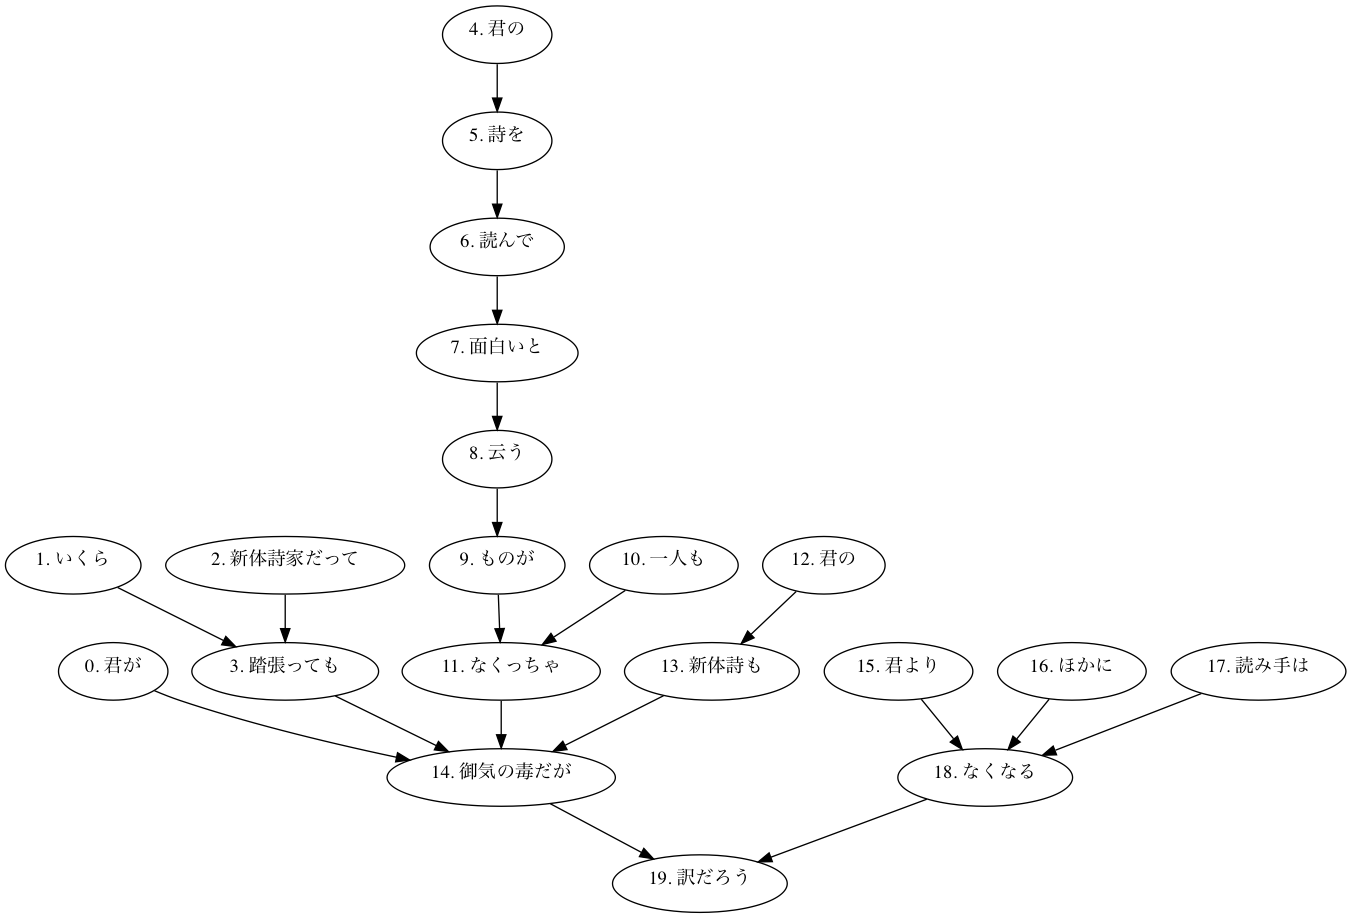 4. 君の
5. 詩を
6. 読んで
7. 面白いと
8. 云う
1. いくら
2. 新体詩家だって
9. ものが
10. 一人も
12. 君の
0. 君が
3. 踏張っても
11. なくっちゃ
13. 新体詩も
15. 君より
16. ほかに
17. 読み手は
14. 御気の毒だが
18. なくなる
19. 訳だろう